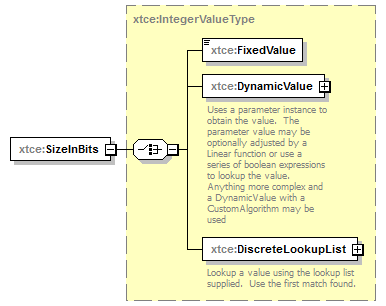 xtce:IntegerValueType
xtce:FixedValue
xtce:DynamicValue
Uses a parameter instance to
obtain the value.  The
parameter value may be
optionally adjusted by a
Linear function or use a
series of boolean expressions
to lookup the value.
Anything more complex and
a DynamicValue with a
CustomAlgorithm may be
used
xtce:SizeInBits
xtce:DiscreteLookupList
Lookup a value using the lookup list
supplied.  Use the first match found.